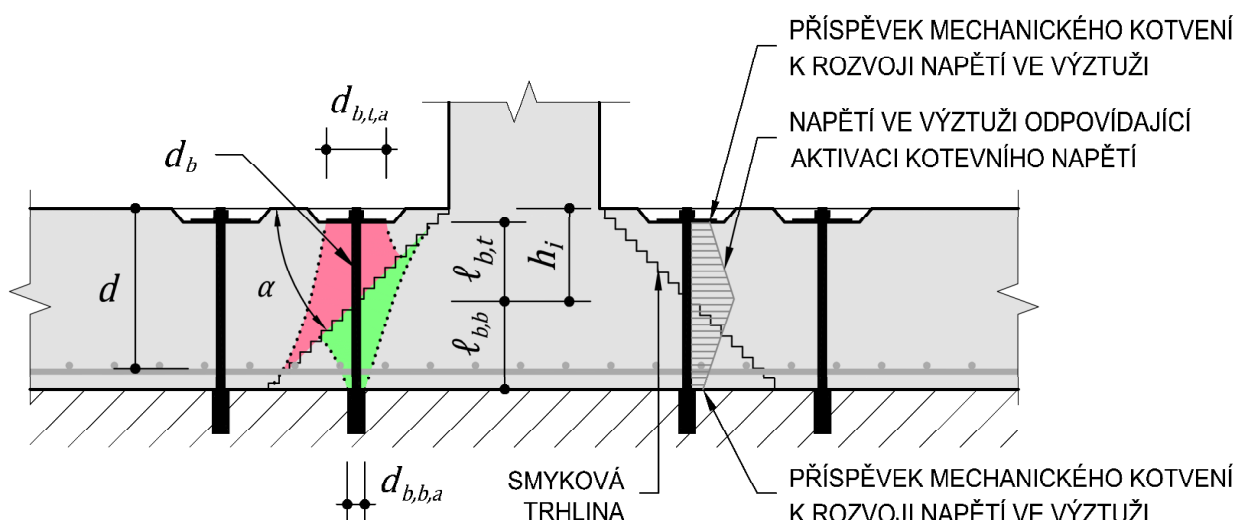 PŘÍSPĚVEK MECHANICKÉHO KOTVENÍ
K ROZVOJI NAPĚTÍ VE VÝZTUŽI
d_{b,t,a}
NAPĚTÍ VE VÝZTUŽI ODPOVÍDAJÍCÍ
AKTIVACI KOTEVNÍHO NAPĚTÍ
d_b
d
α
ℓ_{b,t}
h_i
ℓ_{b,b}
d_{b,b,a}
SMYKOVÁ
TRHLINA
PŘÍSPĚVEK MECHANICKÉHO KOTVENÍ
K ROZVOJI NAPĚTÍ VE VÝZTUŽI